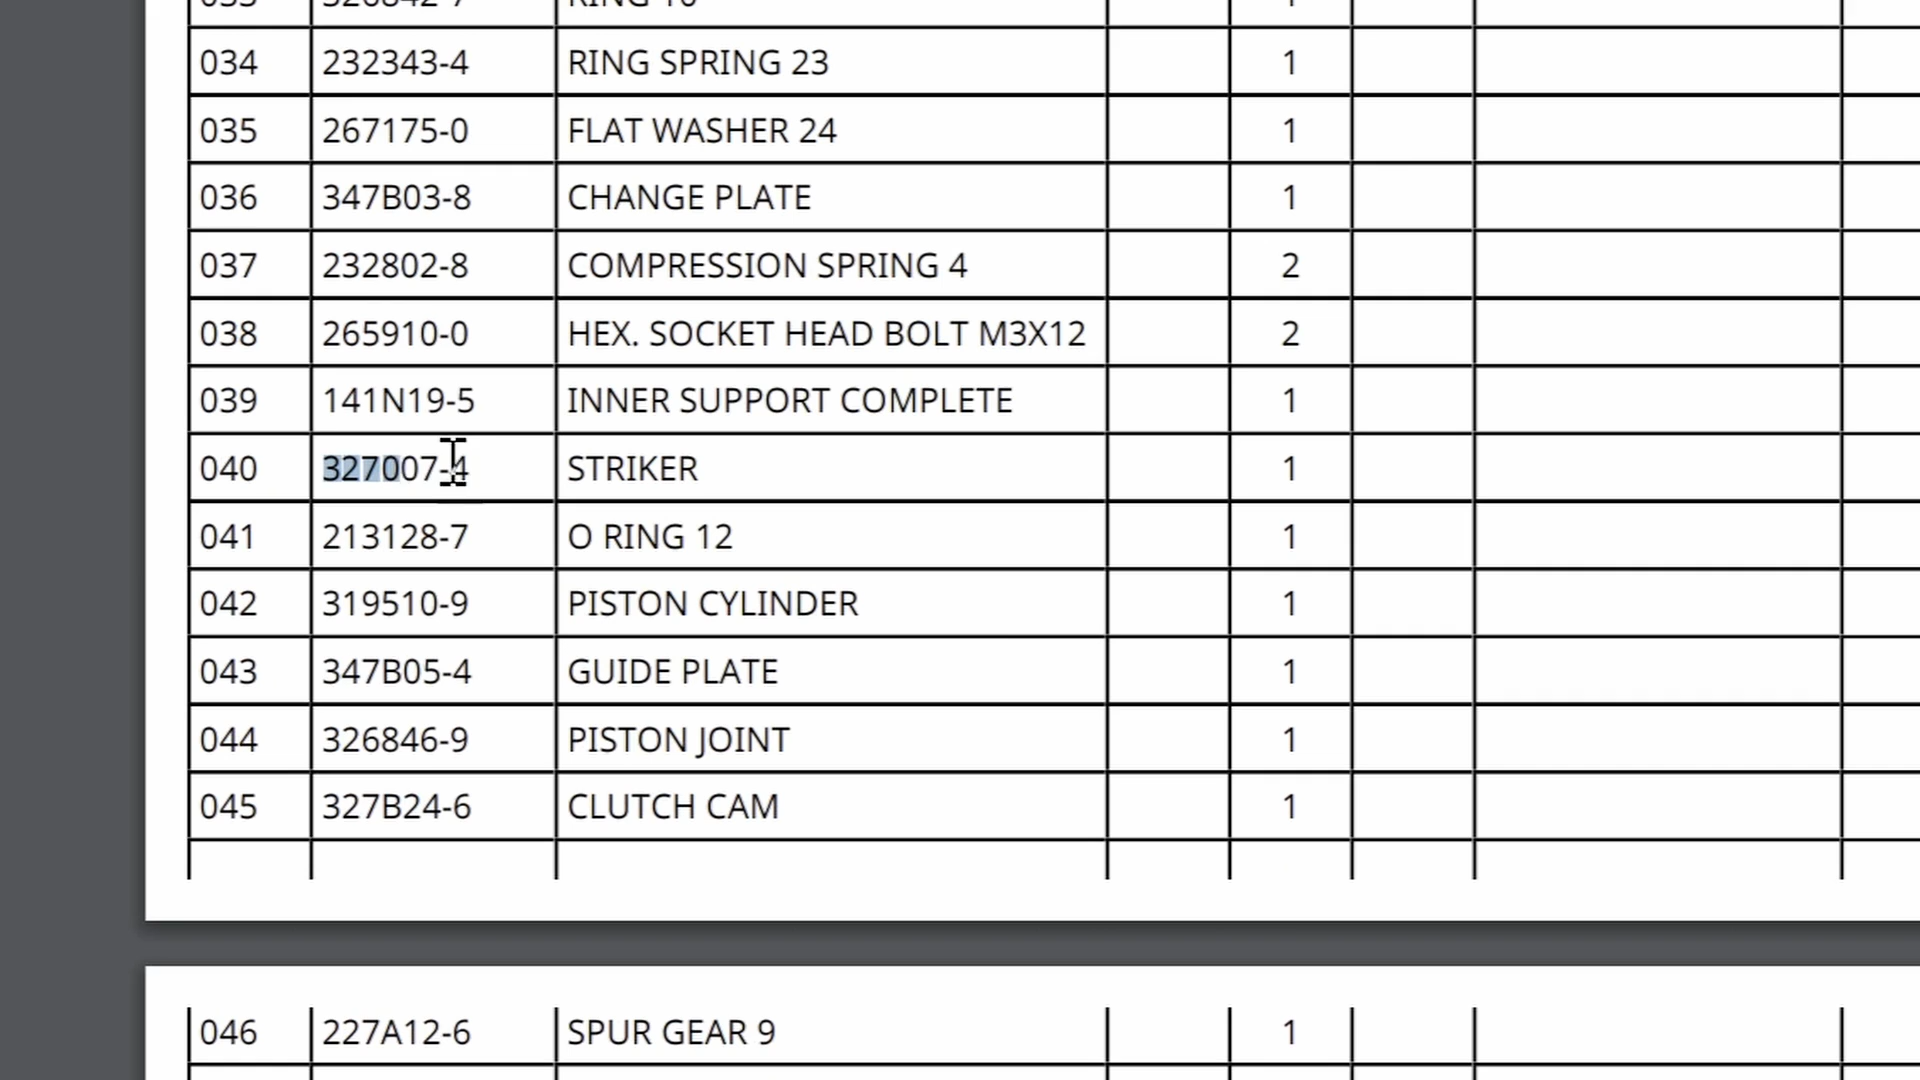 034 232343-4 RING SPRING 23 1
035 267175-0 FLAT WASHER 24 1
036 347B03-8 CHANGE PLATE 1
037 232802-8 COMPRESSION SPRING 4 2
038 265910-0 HEX. SOCKET HEAD BOLT M3X12 2
039 141N19-5 INNER SUPPORT COMPLETE 1
040 327007-4 STRIKER 1
041 213128-7 O RING 12 1
042 319510-9 PISTON CYLINDER 1
043 347B05-4 GUIDE PLATE 1
044 326846-9 PISTON JOINT 1
045 327B24-6 CLUTCH CAM 1
046 227A12-6 SPUR GEAR 9 1